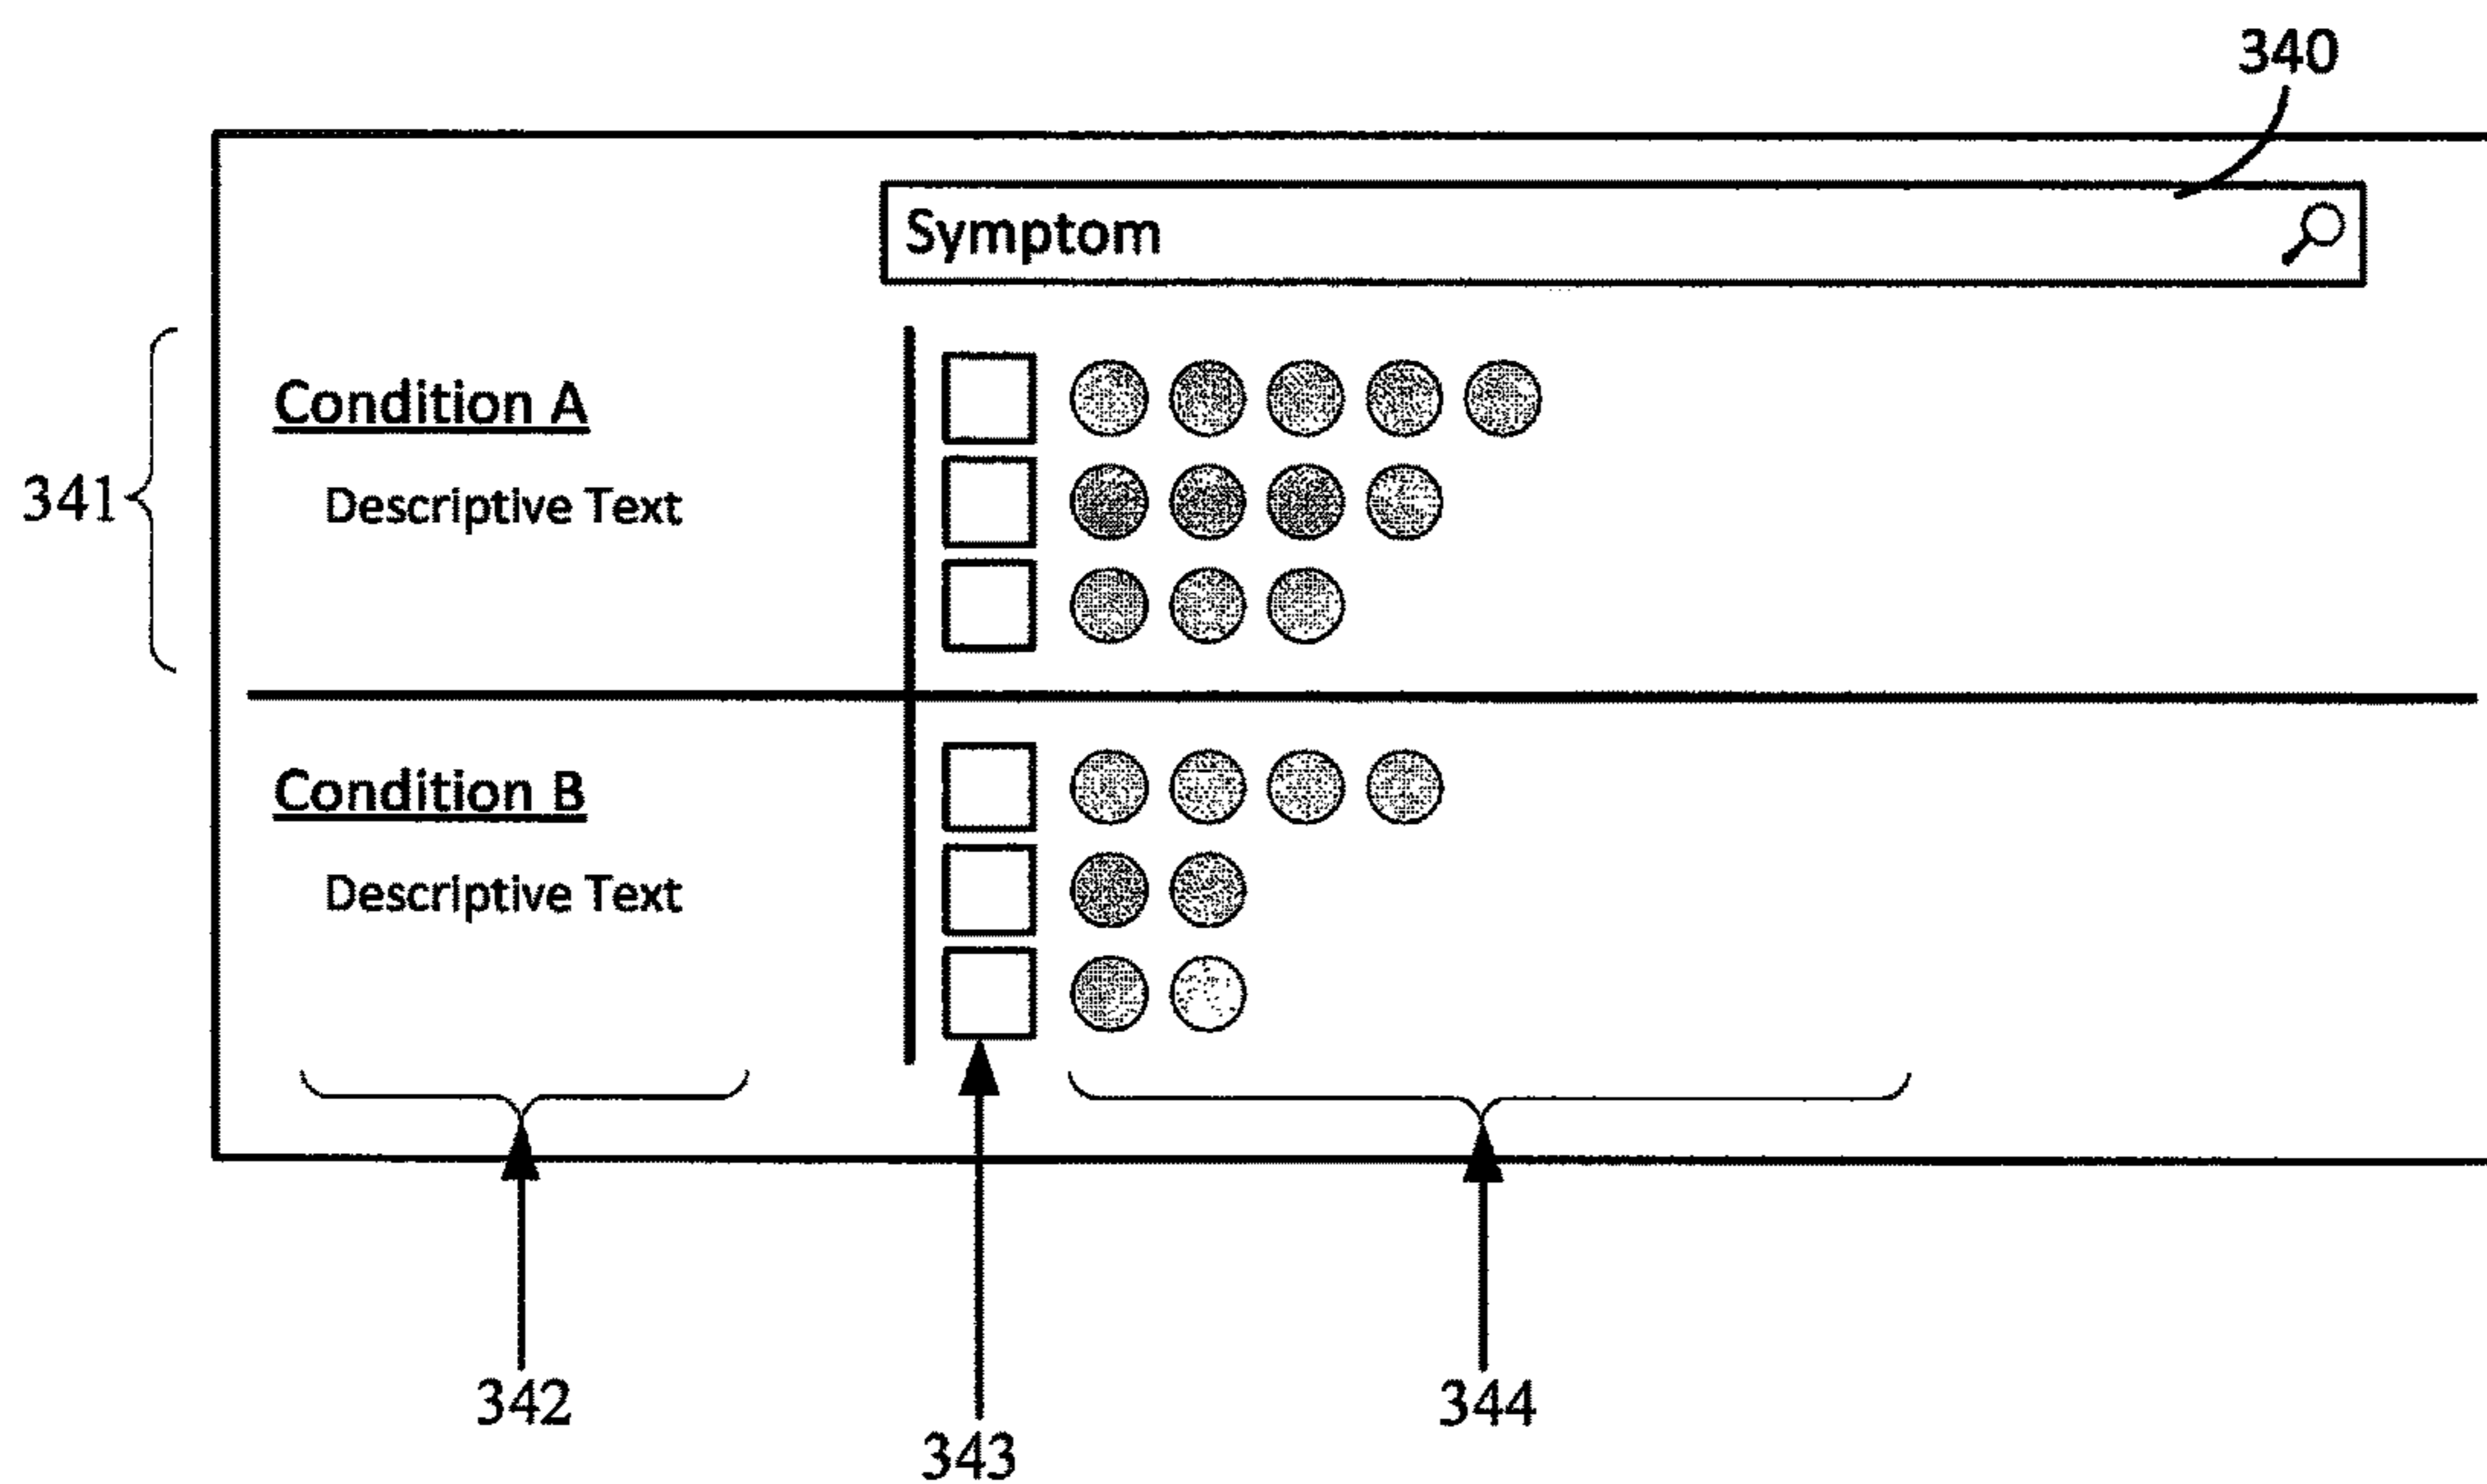 340
Symptom
Condition A
341
Descriptive Text
Condition B
Descriptive Text
342
344
343